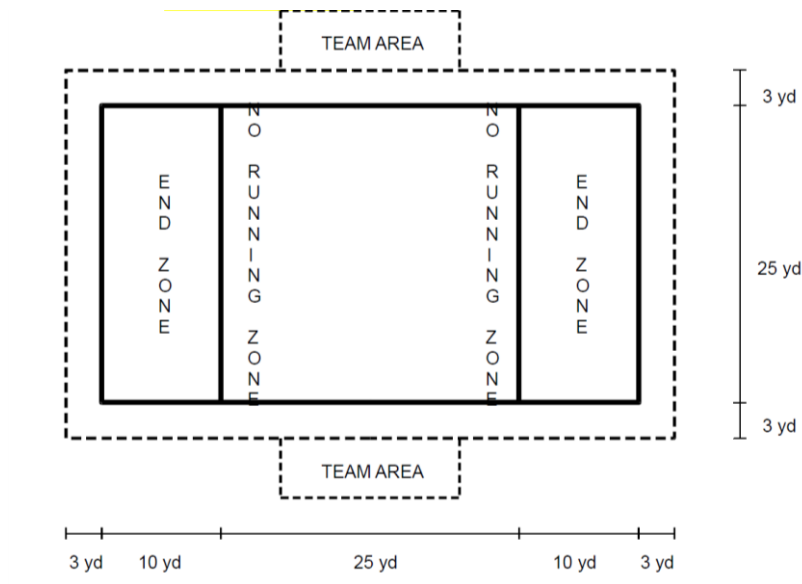 TEAM AREA
3 yd
NO RUNNING ZONE
NO RUNNING ZONE
END ZONE
END ZONE
25 yd
3 yd
TEAM AREA
3 yd
10 yd
25 yd
10 yd
3 yd